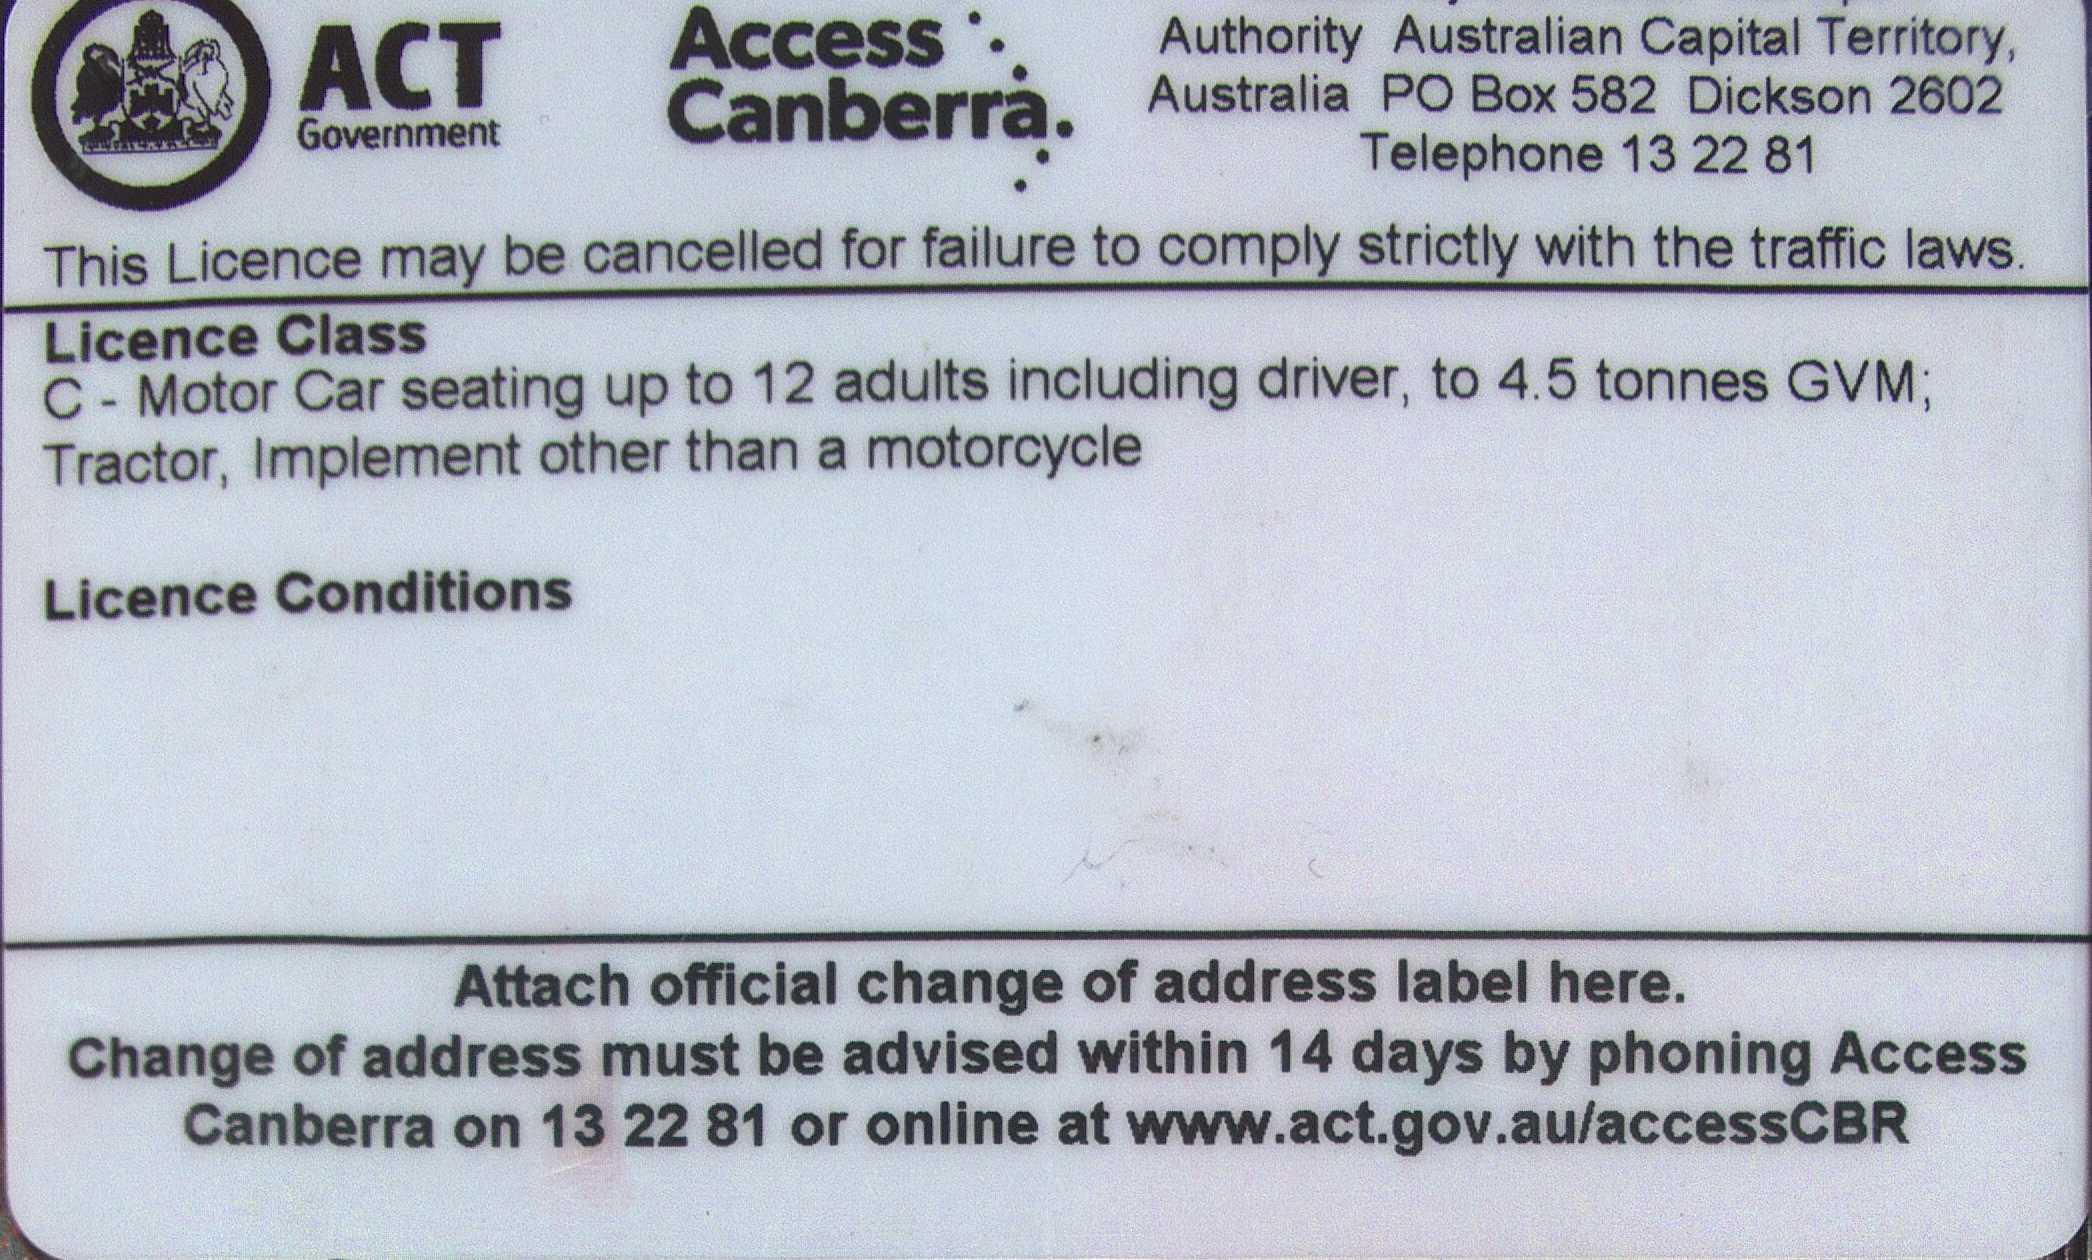 ACT
Government
Access
Canberra.
Authority Australian Capital Territory,
Australia PO Box 582 Dickson 2602
Telephone 13 22 81
This Licence may be cancelled for failure to comply strictly with the traffic laws.
Licence Class
C - Motor Car seating up to 12 adults including driver, to 4.5 tonnes GVM;
Tractor, Implement other than a motorcycle
Licence Conditions
Attach official change of address label here.
Change of address must be advised within 14 days by phoning Access
Canberra on 13 22 81 or online at www.act.gov.au/accessCBR